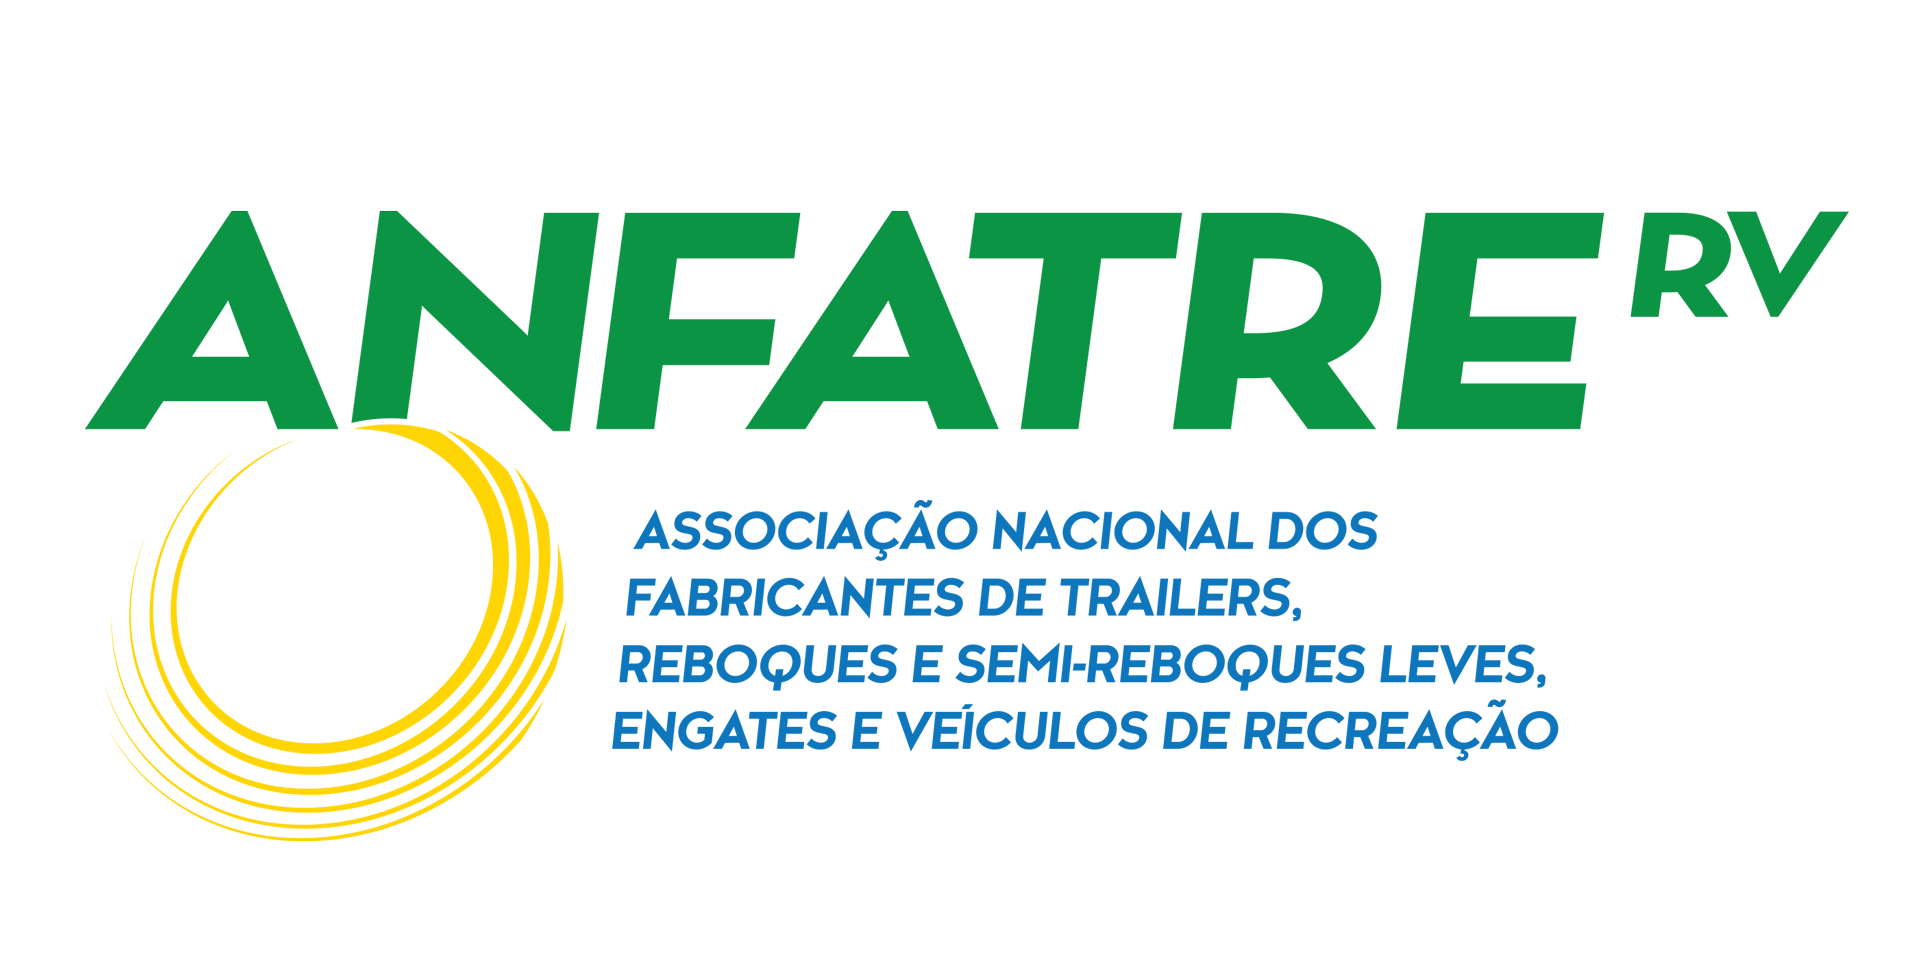 ANFATRE RV
ASSOCIAÇÃO NACIONAL DOS
FABRICANTES DE TRAILERS,
REBOQUES E SEMI-REBOQUES LEVES,
ENGATES E VEÍCULOS DE RECREAÇÃO